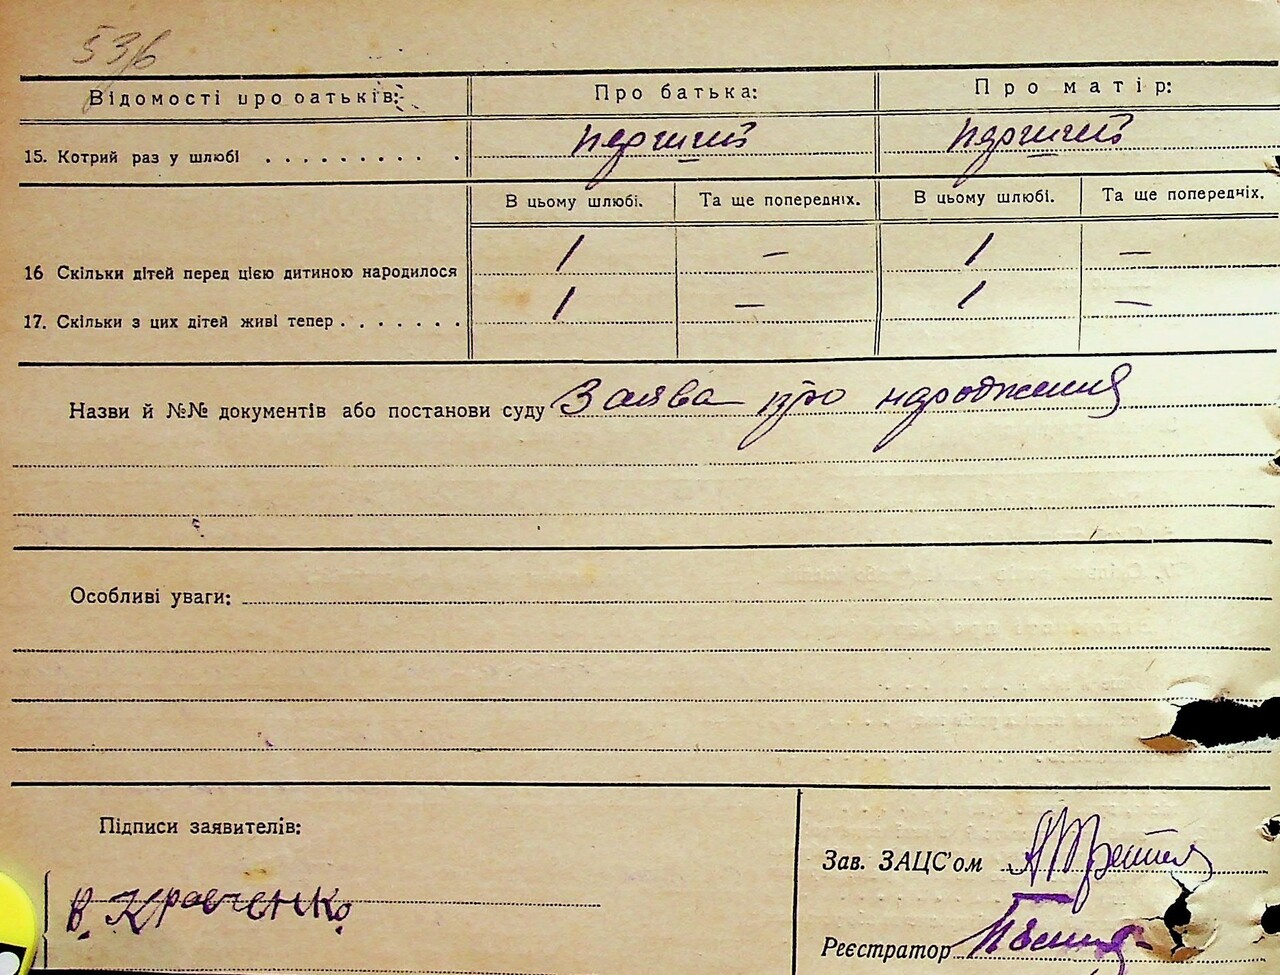 53б
Відомості про батьків: Про батька: Про матір:
15. Котрий раз у шлюбі . . . . . . . . . . перший перший
В цьому шлюбі. Та ще попередніх. В цьому шлюбі. Та ще попередніх.
16 Скільки дітей перед цією дитиною народилося 1 — 1 —
17. Скільки з цих дітей живі тепер . . . . . . . 1 — 1 —
Назви й №№ документів або постанови суду Заява про народження
Особливі уваги:
Підписи заявителів:
Зав. ЗАЦС'ом
В. Кравченко
Реєстратор